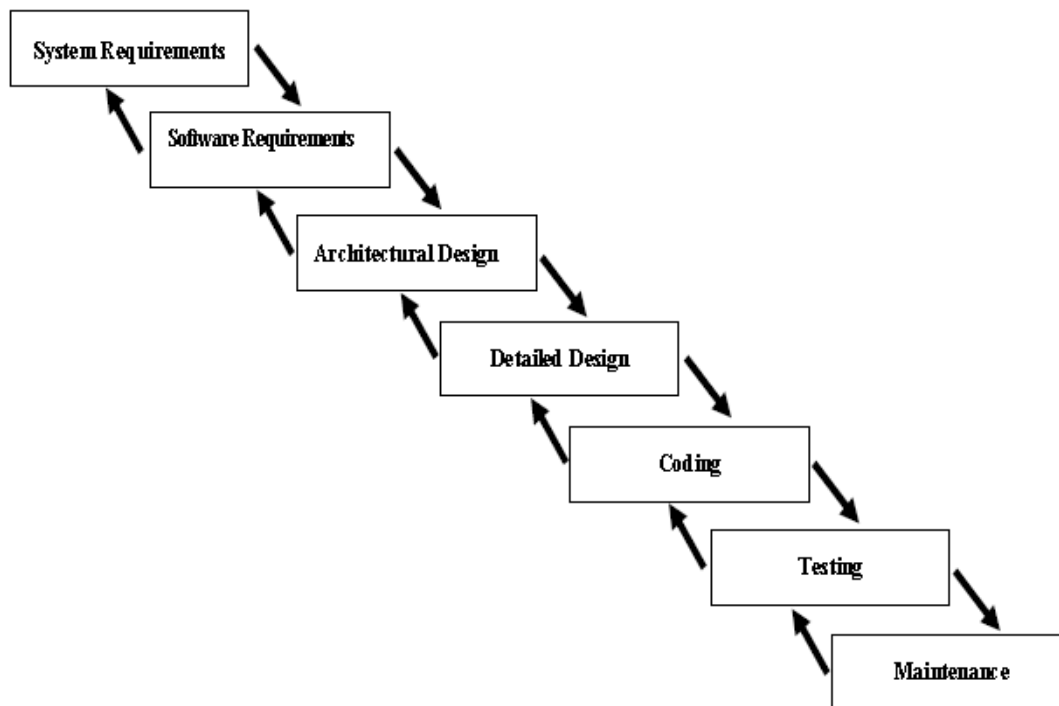 System Requirements
Software Requirements
Architectural Design
Detailed Design
Coding
Testing
Maintenance